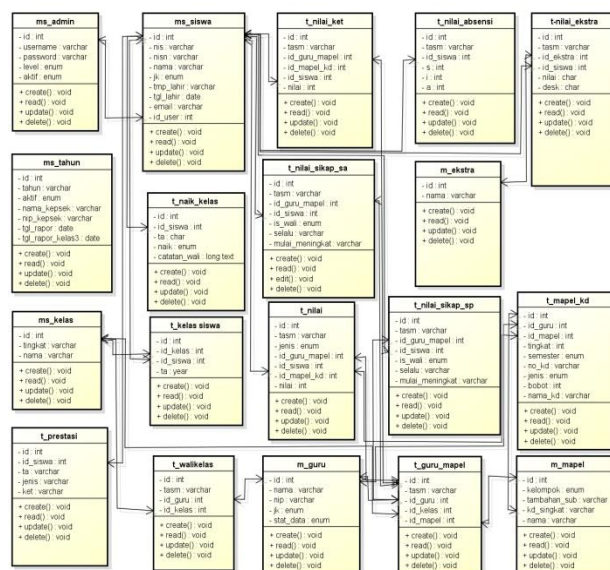 ms_admin
- id : int
- username : varchar
- password : varchar
- level : enum
- aktif : enum
+ create() : void
+ read() : void
+ update() : void
+ delete() : void
ms_siswa
- id : int
- nis : varchar
- nisn : varchar
- nama : varchar
- jk : enum
- tmp_lahir : varchar
- tgl_lahir : date
- email : varchar
- id_user : int
+ create() : void
+ read() : void
+ update() : void
+ delete() : void
t_nilai_ket
- id : int
- tasm : varchar
- id_guru_mapel : int
- id_mapel_kd : int
- id_siswa : int
- nilai : int
+ create() : void
+ read() : void
+ update() : void
+ delete() : void
t_nilai_absensi
- id : int
- tasm : varchar
- id_siswa : int
- s : int
- i : int
- a : int
+ create() : void
+ read() : void
+ update() : void
+ delete() : void
t-nilai_ekstra
- id : int
- tasm : varchar
- id_ekstra : int
- id_siswa : int
- nilai : char
- desk : char
+ create() : void
+ read() : void
+ update() : void
+ delete() : void
ms_tahun
- id : int
- tahun : varchar
- aktif : enum
- nama_kepsek : varchar
- nip_kepsek : varchar
- tgl_rapor : date
- tgl_rapor_kelas3 : date
+ create() : void
+ read() : void
+ update() : void
+ delete() : void
t_naik_kelas
- id : int
- id_siswa : int
- ta : char
- naik : enum
- catatan_wali : long text
+ create() : void
+ read() : void
+ update() : void
+ delete() : void
t_nilai_sikap_sa
- id : int
- tasm : varchar
- id_guru_mapel : int
- id_siswa : int
- is_wali : enum
- selalu : varchar
- mulai_meningkat : varchar
+ create() : void
+ read() : void
+ edit() : void
+ delete() : void
m_ekstra
- id : int
- nama : varchar
+ create() : void
+ read() : void
+ update() : void
+ delete() : void
ms_kelas
- id : int
- tingkat : varchar
- nama : varchar
+ create() : void
+ read() : void
+ update() : void
+ delete() : void
t_kelas siswa
- id : int
- id_kelas : int
- id_siswa : int
- ta : year
+ create() : void
+ read() : void
+ update() : void
+ delete() : void
t_nilai
- id : int
- tasm : varchar
- jenis : enum
- id_guru_mapel : int
- id_siswa : int
- id_mapel_kd : int
- nilai : int
+ create() : void
+ read() : void
+ update() : void
+ delete() : void
t_nilai_sikap_sp
- id : int
- tasm : varchar
- id_guru_mapel : int
- id_siswa : int
- is_wali : enum
- selalu : varchar
- mulai_meningkat : varchar
+ create() : void
+ read() : void
+ update() : void
+ delete() : void
t_mapel_kd
- id : int
- id_guru : int
- id_mapel : int
- tingkat : int
- semester : enum
- no_kd : varchar
- jenis : enum
- bobot : int
- nama_kd : int
+ create() : void
+ read() : void
+ update() : void
+ delete() : void
t_prestasi
- id : int
- id_siswa : int
- ta : varchar
- jenis : varchar
- ket : varchar
+ create() : void
+ read() : void
+ update() : void
+ delete() : void
t_walikelas
- id : int
- tasm : varchar
- id_guru : int
- id_kelas : int
+ create() : void
+ read() : void
+ update() : void
+ delete() : void
m_guru
- id : int
- nama : varchar
- nip : varchar
- jk : enum
- stat_data : enum
+ create() : void
+ read() : void
+ update() : void
+ delete() : void
t_guru_mapel
- id : int
- tasm : varchar
- id_guru : int
- id_kelas : int
- id_mapel : int
+ create() : void
+ read() : void
+ update() : void
+ delete() : void
m_mapel
- id : int
- kelompok : enum
- tambahan_sub : enum
- kd_singkat : varchar
- nama : varchar
+ create() : void
+ read() : void
+ update() : void
+ delete() : void